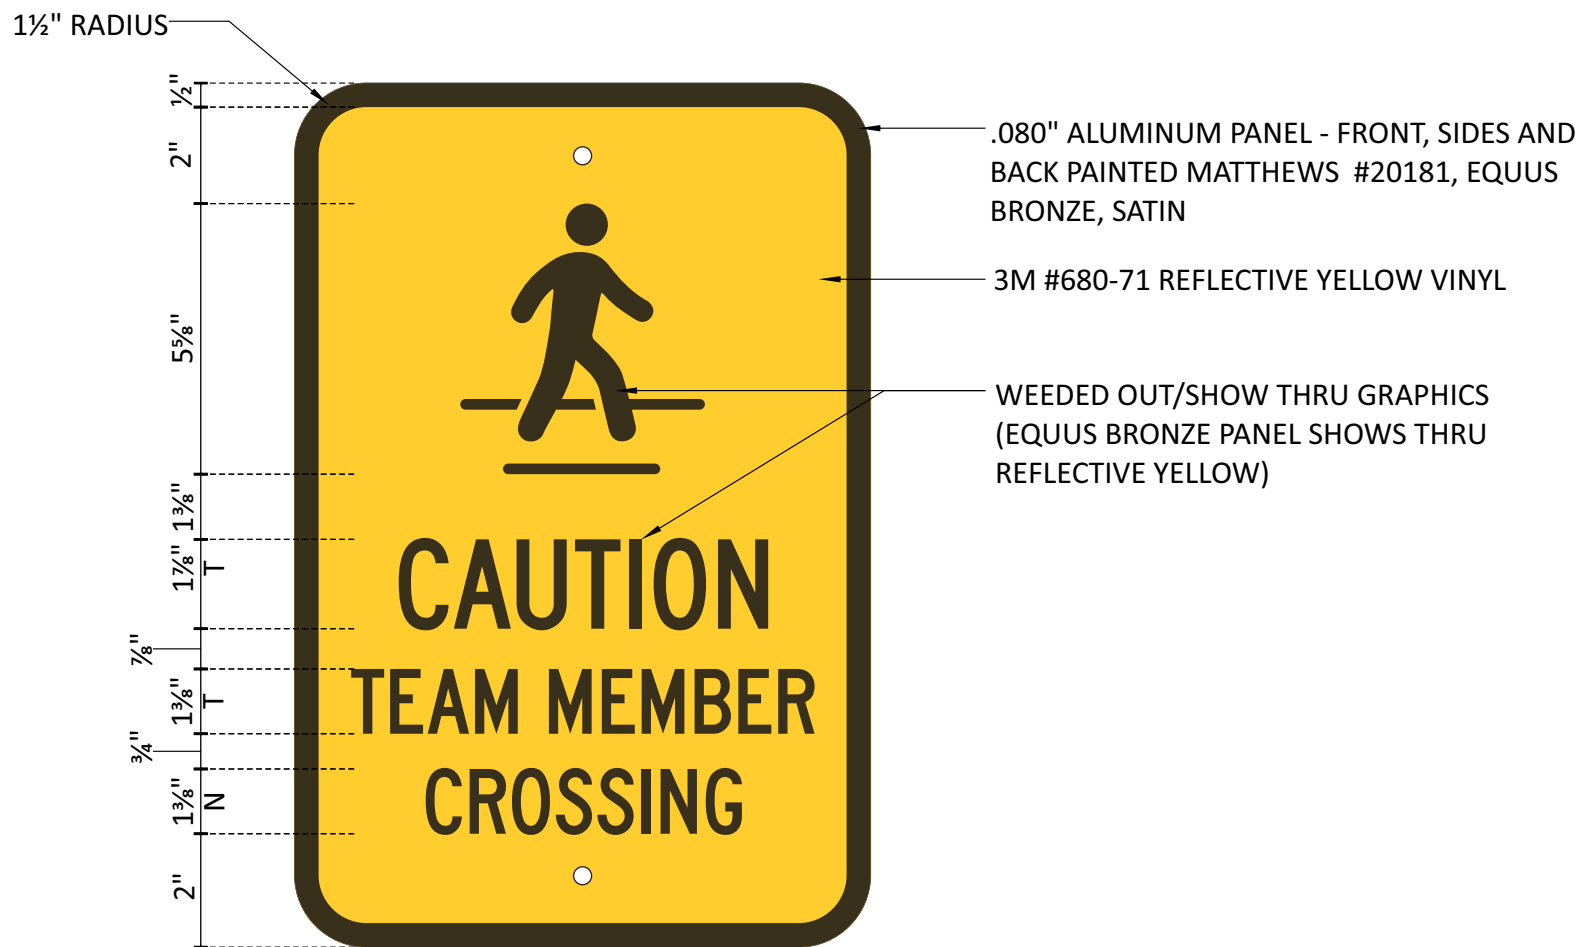 1½" RADIUS
½"
2"
5⅝"
1⅜"
1⅞"
T
⅞"
1⅜"
T
¾"
1⅜"
N
2"
CAUTION
TEAM MEMBER
CROSSING
.080" ALUMINUM PANEL - FRONT, SIDES AND
BACK PAINTED MATTHEWS #20181, EQUUS
BRONZE, SATIN
3M #680-71 REFLECTIVE YELLOW VINYL
WEEDED OUT/SHOW THRU GRAPHICS
(EQUUS BRONZE PANEL SHOWS THRU
REFLECTIVE YELLOW)